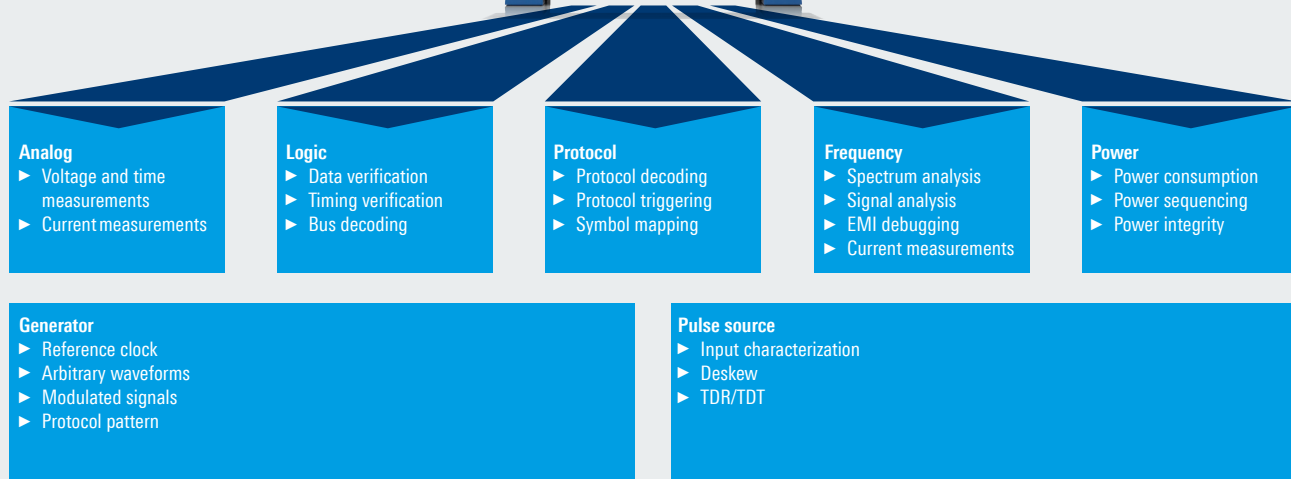 Analog
► Voltage and time
measurements
► Current measurements
Logic
► Data verification
► Timing verification
► Bus decoding
Protocol
► Protocol decoding
► Protocol triggering
► Symbol mapping
Frequency
► Spectrum analysis
► Signal analysis
► EMI debugging
► Current measurements
Power
► Power consumption
► Power sequencing
► Power integrity
Generator
► Reference clock
► Arbitrary waveforms
► Modulated signals
► Protocol pattern
Pulse source
► Input characterization
► Deskew
► TDR/TDT